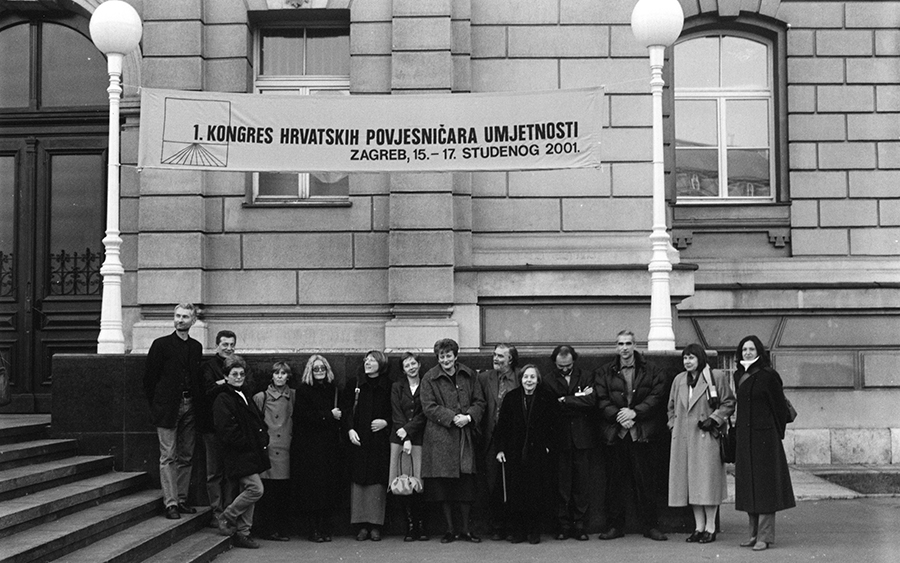 1. KONGRES HRVATSKIH POVJESNIČARA UMJETNOSTI
ZAGREB, 15.– 17. STUDENOG 2001.